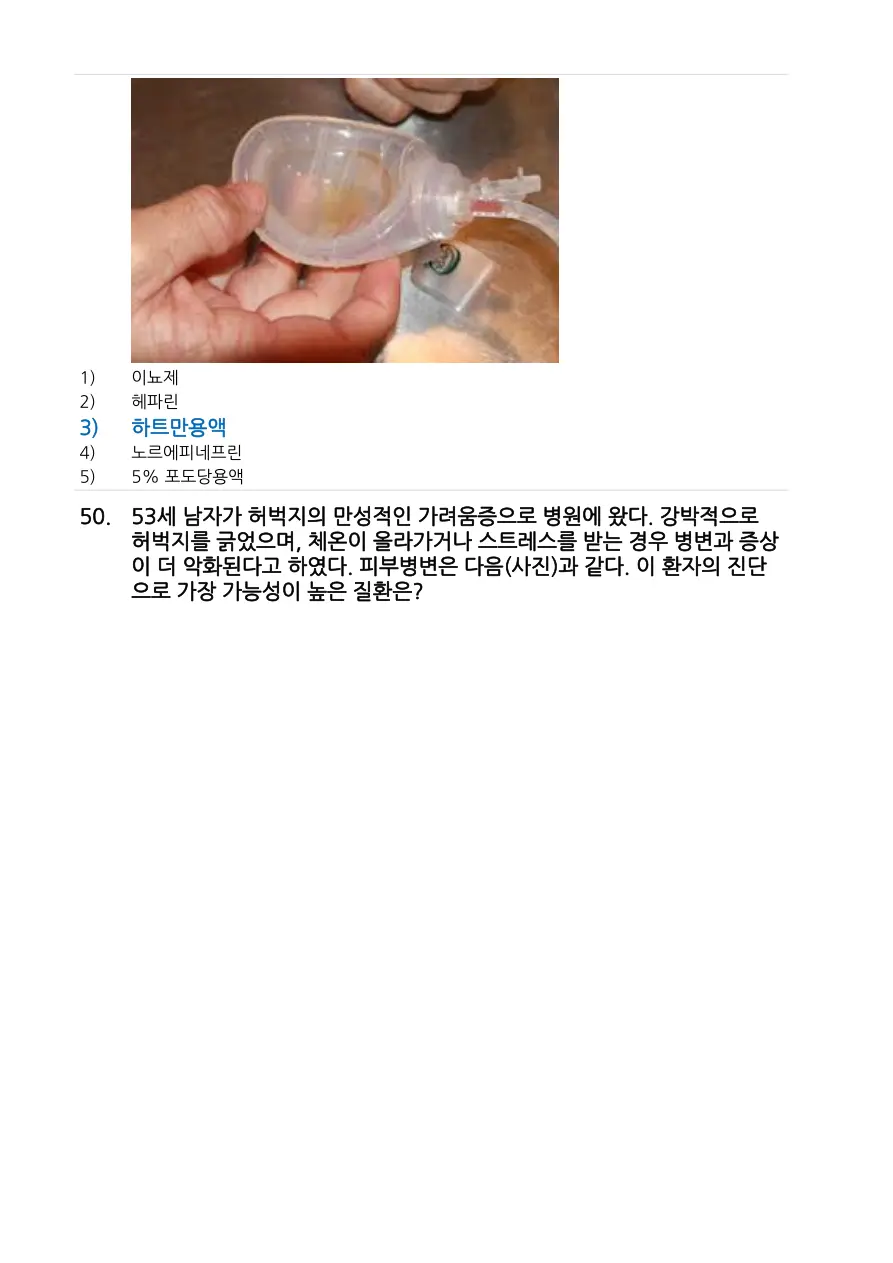 1) 이뇨제
2) 헤파린
3) 하트만용액
4) 노르에피네프린
5) 5% 포도당용액
50. 53세 남자가 허벅지의 만성적인 가려움증으로 병원에 왔다. 강박적으로
허벅지를 긁었으며, 체온이 올라가거나 스트레스를 받는 경우 병변과 증상
이 더 악화된다고 하였다. 피부병변은 다음(사진)과 같다. 이 환자의 진단
으로 가장 가능성이 높은 질환은?